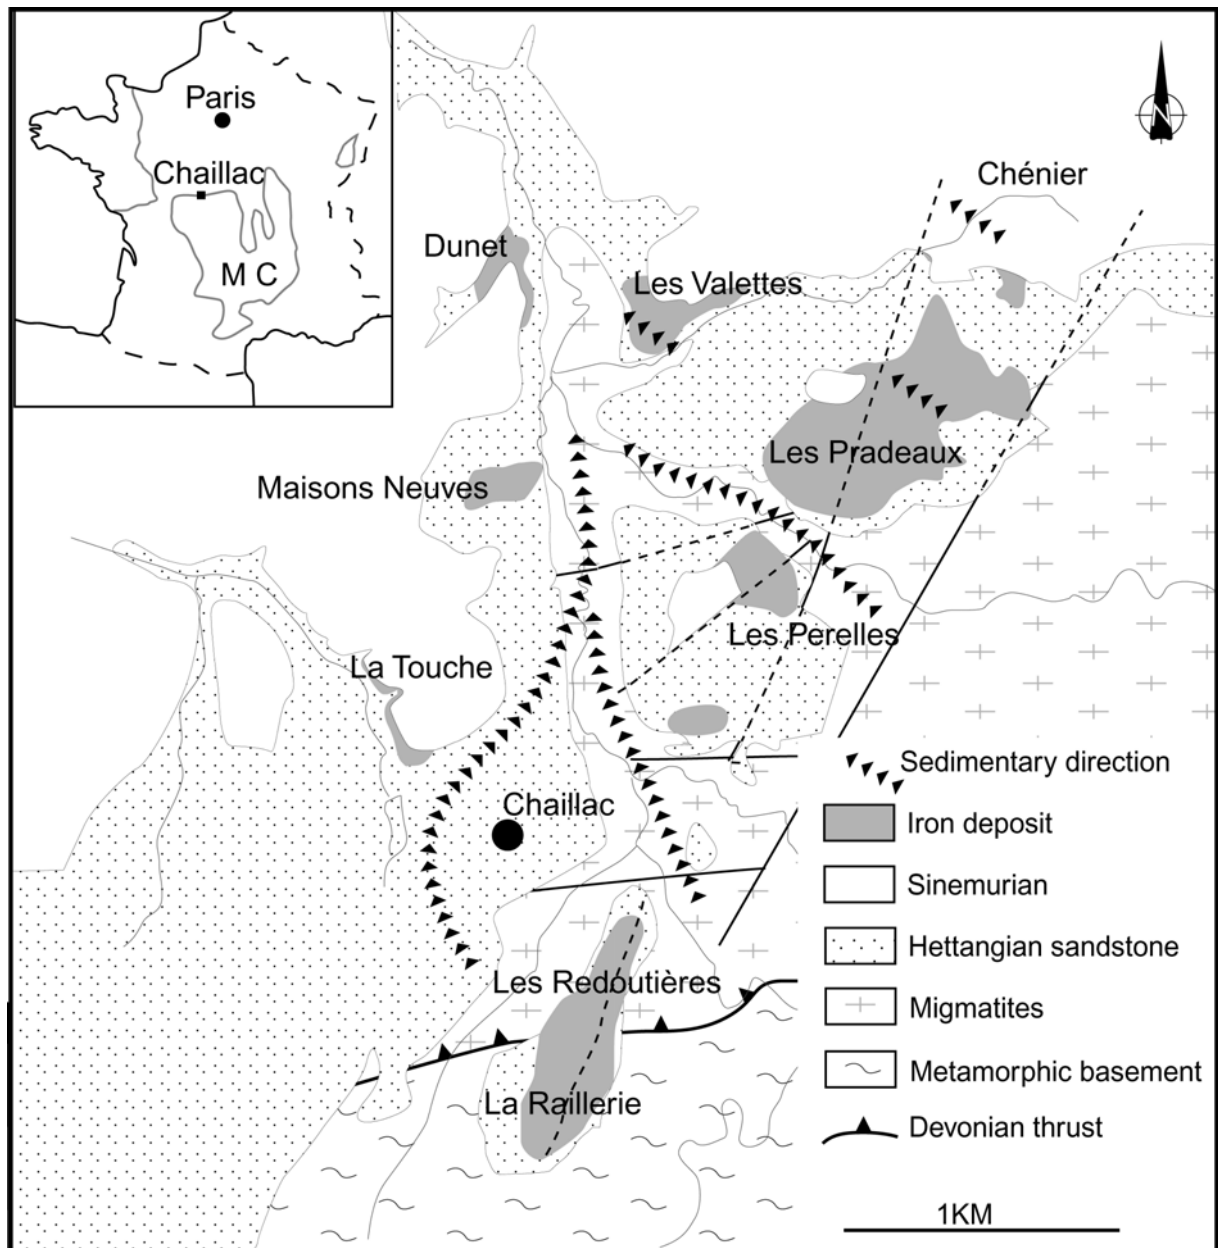 Paris
Chaillac
M C
N
Chénier
Dunet
Les Valettes
Les Pradeaux
Maisons Neuves
Les Perelles
La Touche
Chaillac
Les Redoutières
La Raillerie
Sedimentary direction
Iron deposit
Sinemurian
Hettangian sandstone
Migmatites
Metamorphic basement
Devonian thrust
1KM